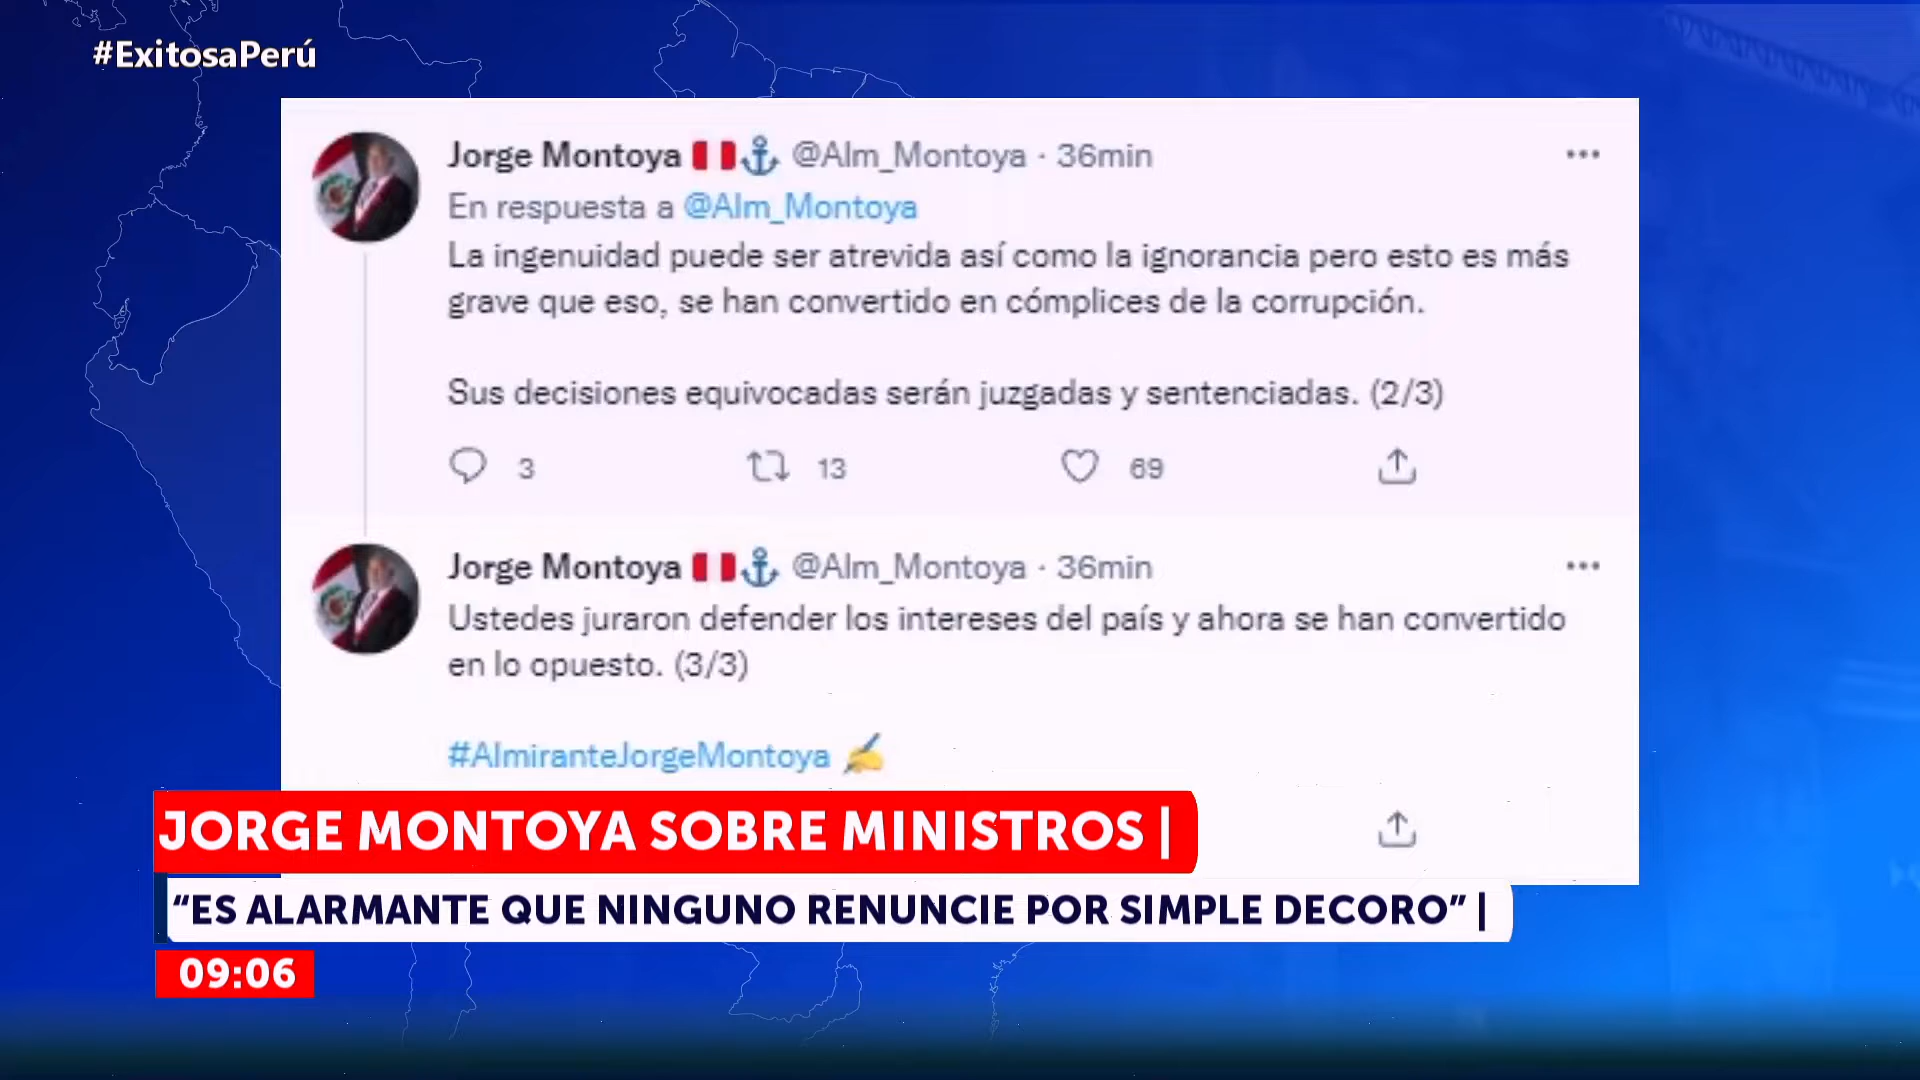 #ExitosaPerú
Jorge Montoya 🇵🇪⚓ @Alm_Montoya · 36min
En respuesta a @Alm_Montoya
La ingenuidad puede ser atrevida así como la ignorancia pero esto es más
grave que eso, se han convertido en cómplices de la corrupción.
Sus decisiones equivocadas serán juzgadas y sentenciadas. (2/3)
3 13 69
Jorge Montoya 🇵🇪⚓ @Alm_Montoya · 36min
Ustedes juraron defender los intereses del país y ahora se han convertido
en lo opuesto. (3/3)
#AlmiranteJorgeMontoya ✍️
JORGE MONTOYA SOBRE MINISTROS |
“ES ALARMANTE QUE NINGUNO RENUNCIE POR SIMPLE DECORO” |
09:06